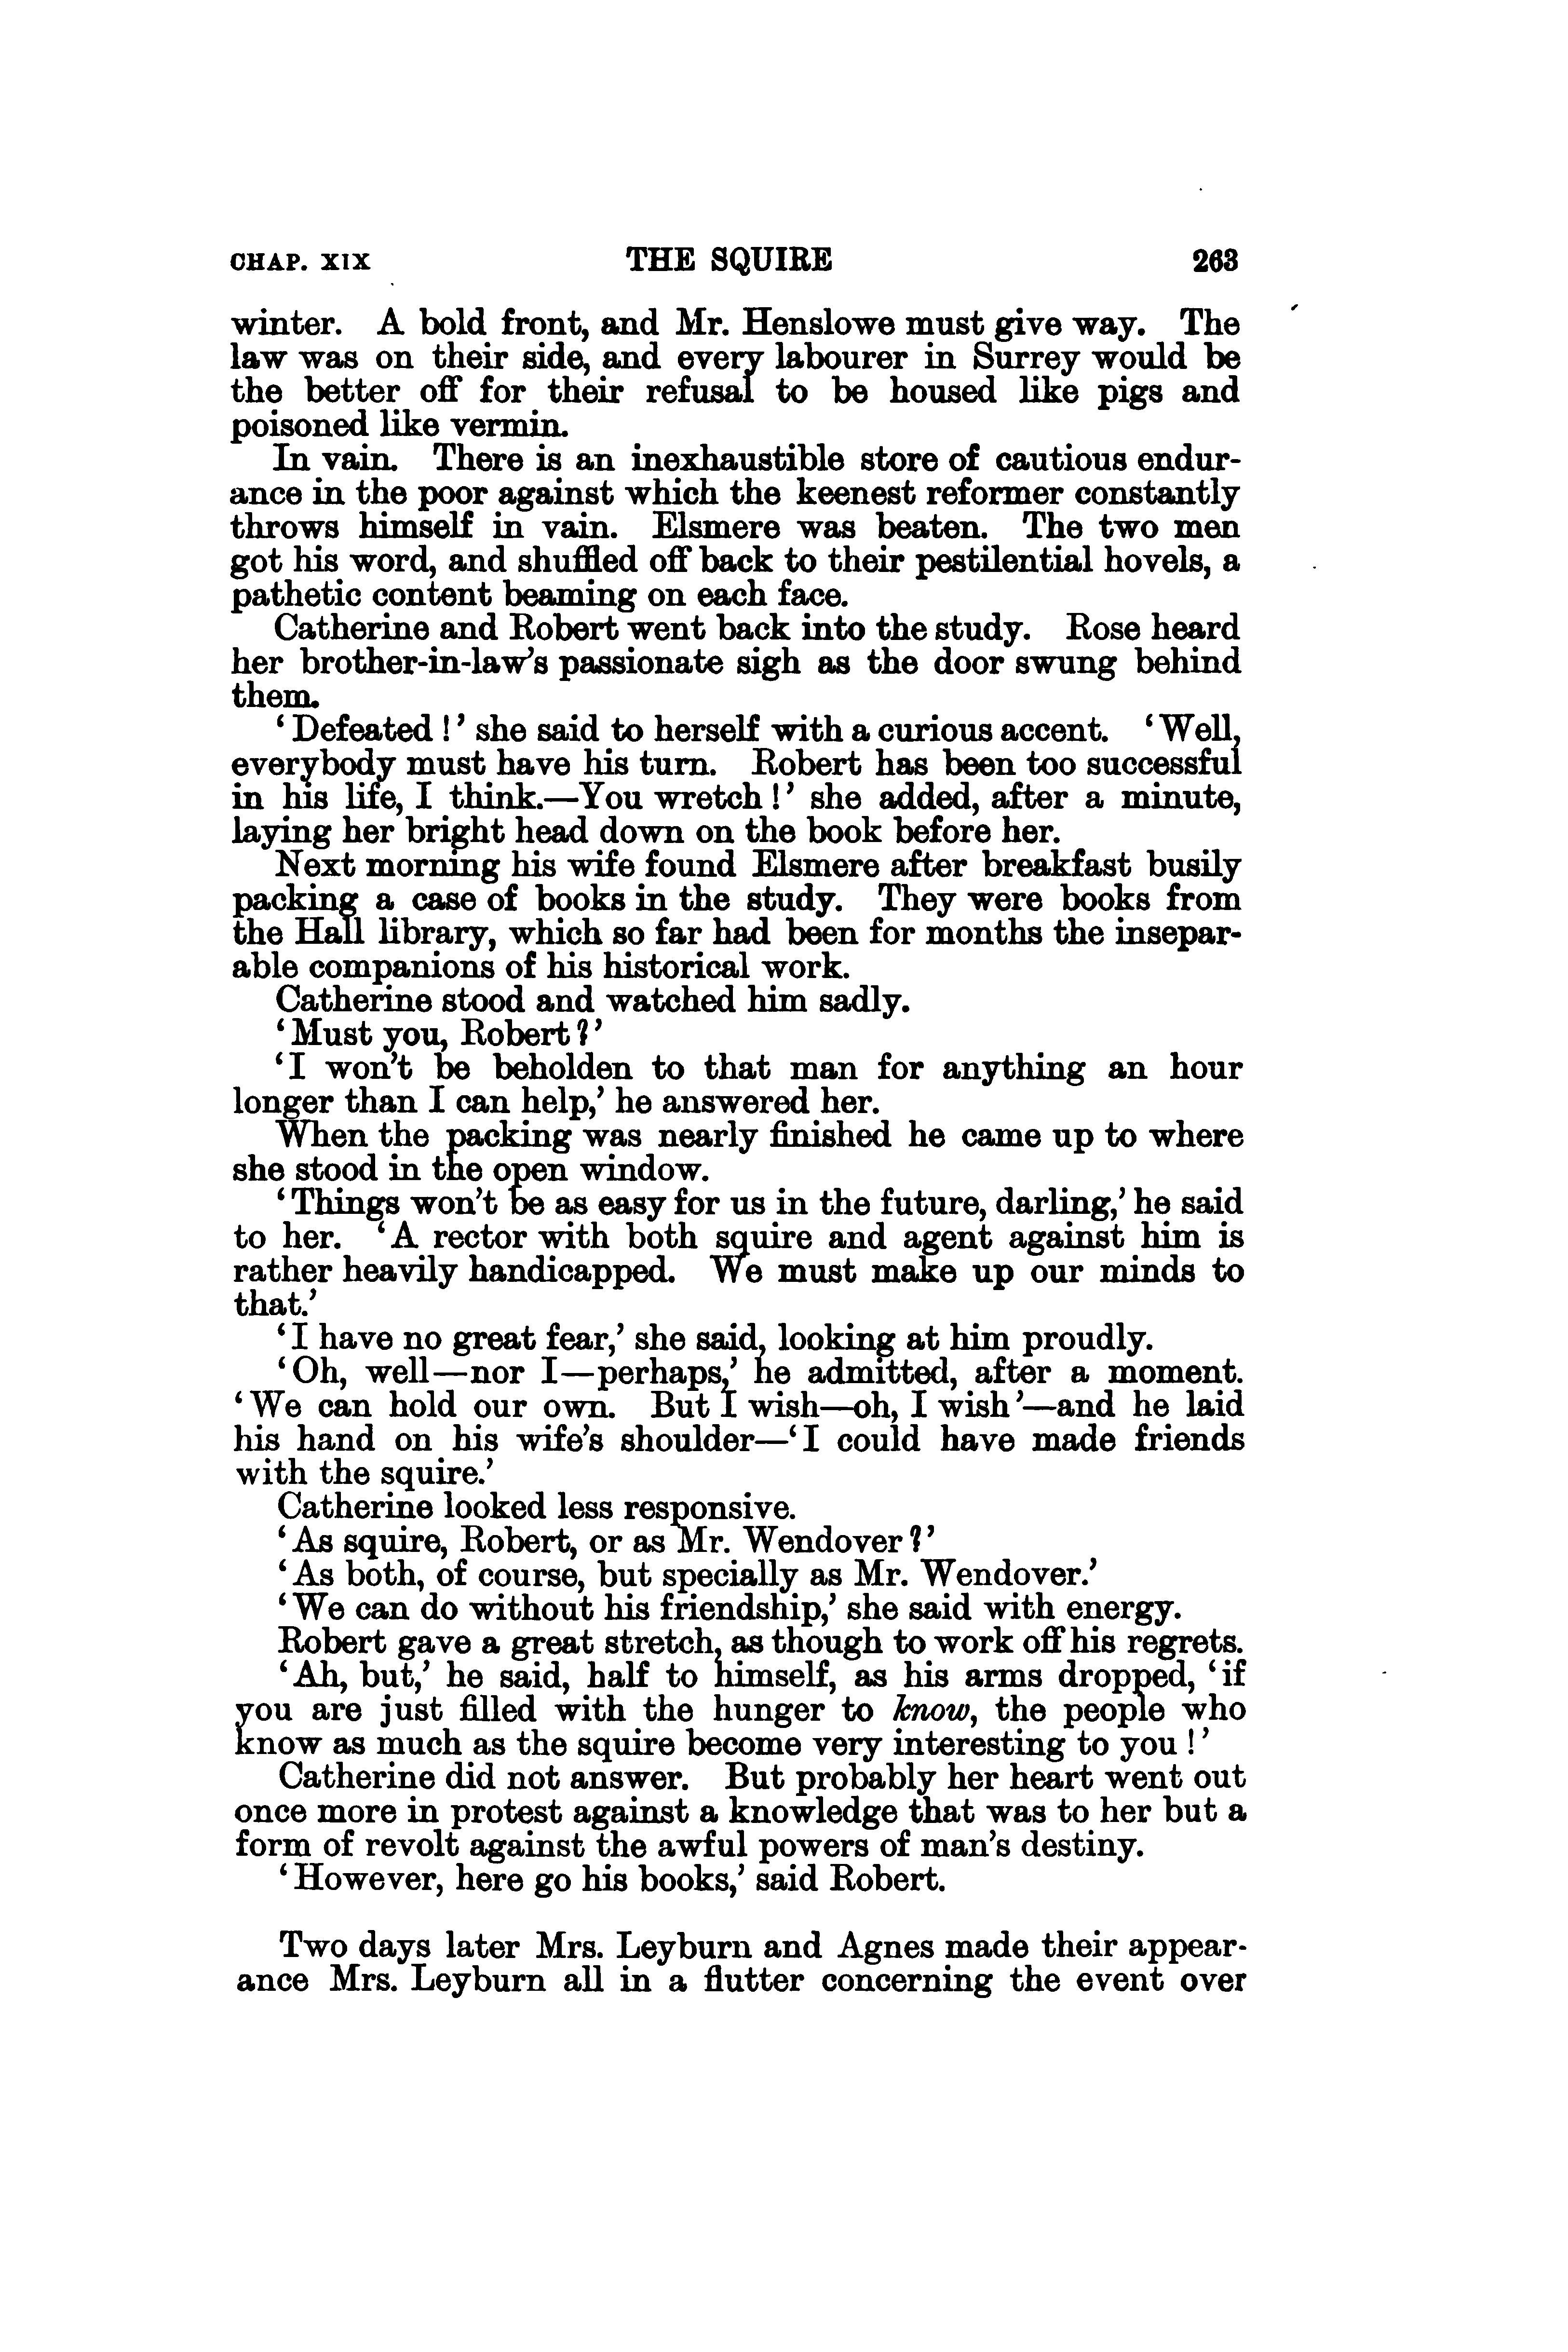 CHAP. XIX THE SQUIRE 263
winter. A bold front, and Mr. Henslowe must give way. The
law was on their side, and every labourer in Surrey would be
the better off for their refusal to be housed like pigs and
poisoned like vermin.
In vain. There is an inexhaustible store of cautious endur-
ance in the poor against which the keenest reformer constantly
throws himself in vain. Elsmere was beaten. The two men
got his word, and shuffled off back to their pestilential hovels, a
pathetic content beaming on each face.
Catherine and Robert went back into the study. Rose heard
her brother-in-law's passionate sigh as the door swung behind
them.
‘Defeated!’ she said to herself with a curious accent. ‘Well,
everybody must have his turn. Robert has been too successful
in his life, I think.—You wretch!’ she added, after a minute,
laying her bright head down on the book before her.
Next morning his wife found Elsmere after breakfast busily
packing a case of books in the study. They were books from
the Hall library, which so far had been for months the insepar-
able companions of his historical work.
Catherine stood and watched him sadly.
‘Must you, Robert?’
‘I won't be beholden to that man for anything an hour
longer than I can help,’ he answered her.
When the packing was nearly finished he came up to where
she stood in the open window.
‘Things won't be as easy for us in the future, darling,’ he said
to her. ‘A rector with both squire and agent against him is
rather heavily handicapped. We must make up our minds to
that.’
‘I have no great fear,’ she said, looking at him proudly.
‘Oh, well—nor I—perhaps,’ he admitted, after a moment.
‘We can hold our own. But I wish—oh, I wish’—and he laid
his hand on his wife's shoulder—‘I could have made friends
with the squire.’
Catherine looked less responsive.
‘As squire, Robert, or as Mr. Wendover?’
‘As both, of course, but specially as Mr. Wendover.’
‘We can do without his friendship,’ she said with energy.
Robert gave a great stretch, as though to work off his regrets.
‘Ah, but,’ he said, half to himself, as his arms dropped, ‘if
you are just filled with the hunger to know, the people who
know as much as the squire become very interesting to you!’
Catherine did not answer. But probably her heart went out
once more in protest against a knowledge that was to her but a
form of revolt against the awful powers of man's destiny.
‘However, here go his books,’ said Robert.
Two days later Mrs. Leyburn and Agnes made their appear-
ance Mrs. Leyburn all in a flutter concerning the event over